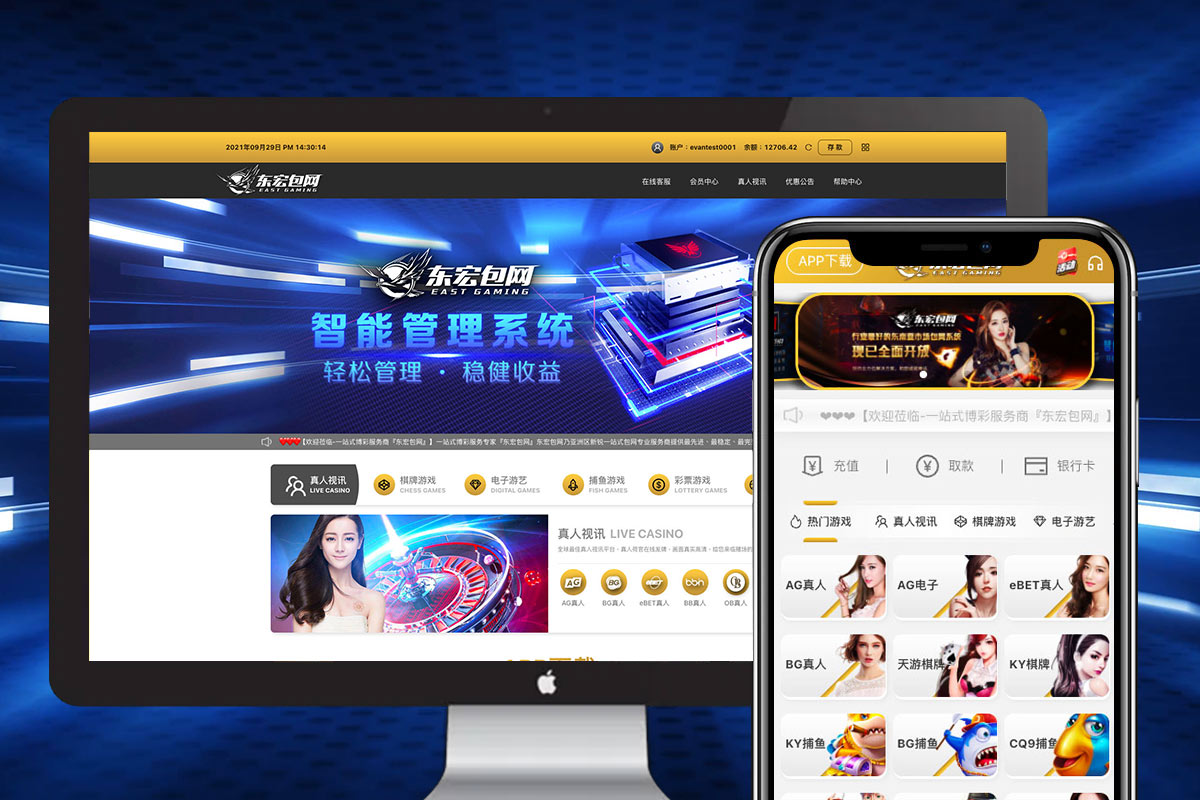 2021年09月29日 PM 14:30:14
账户：evantest0001 余额：12706.42 存款
东宏包网
EAST GAMING
在线客服 会员中心 真人视讯 优惠公告 帮助中心
东宏包网
EAST GAMING
智能管理系统
轻松管理 · 稳健收益
【欢迎莅临-一站式博彩服务商『东宏包网』】一站式博彩服务专家『东宏包网』东宏包网乃亚洲区新锐一站式包网专业服务商提供最先进、最稳定、最完
真人视讯
LIVE CASINO
棋牌游戏
CHESS GAMES
电子游艺
DIGITAL GAMES
捕鱼游戏
FISH GAMES
彩票游戏
LOTTERY GAMES
真人视讯 LIVE CASINO
AG BG eBET bbn
AG真人 BG真人 eBET真人 BB真人 OB真人
APP下载
EAST GAMING
活动
东宏包网
EAST GAMING
行业最好的东南亚市场包网系统
现已全面开放
【欢迎莅临-一站式博彩服务商『东宏包网』】
充值 | 取款 | 银行卡
热门游戏 真人视讯 棋牌游戏 电子游艺
AG真人 AG电子 eBET真人
BG真人 天游棋牌 KY棋牌
KY捕鱼 BG捕鱼 CQ9捕鱼